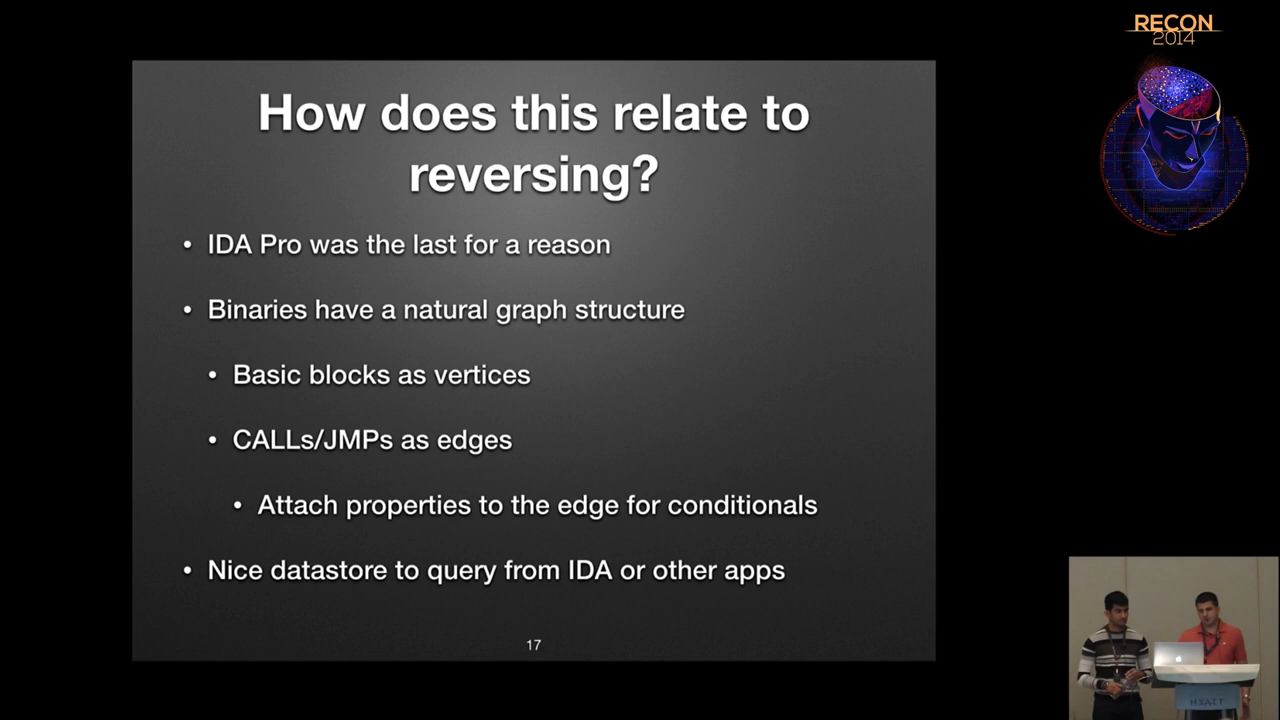 RECON
2014
How does this relate to
reversing?
• IDA Pro was the last for a reason
• Binaries have a natural graph structure
• Basic blocks as vertices
• CALLs/JMPs as edges
• Attach properties to the edge for conditionals
• Nice datastore to query from IDA or other apps
17
HYATT